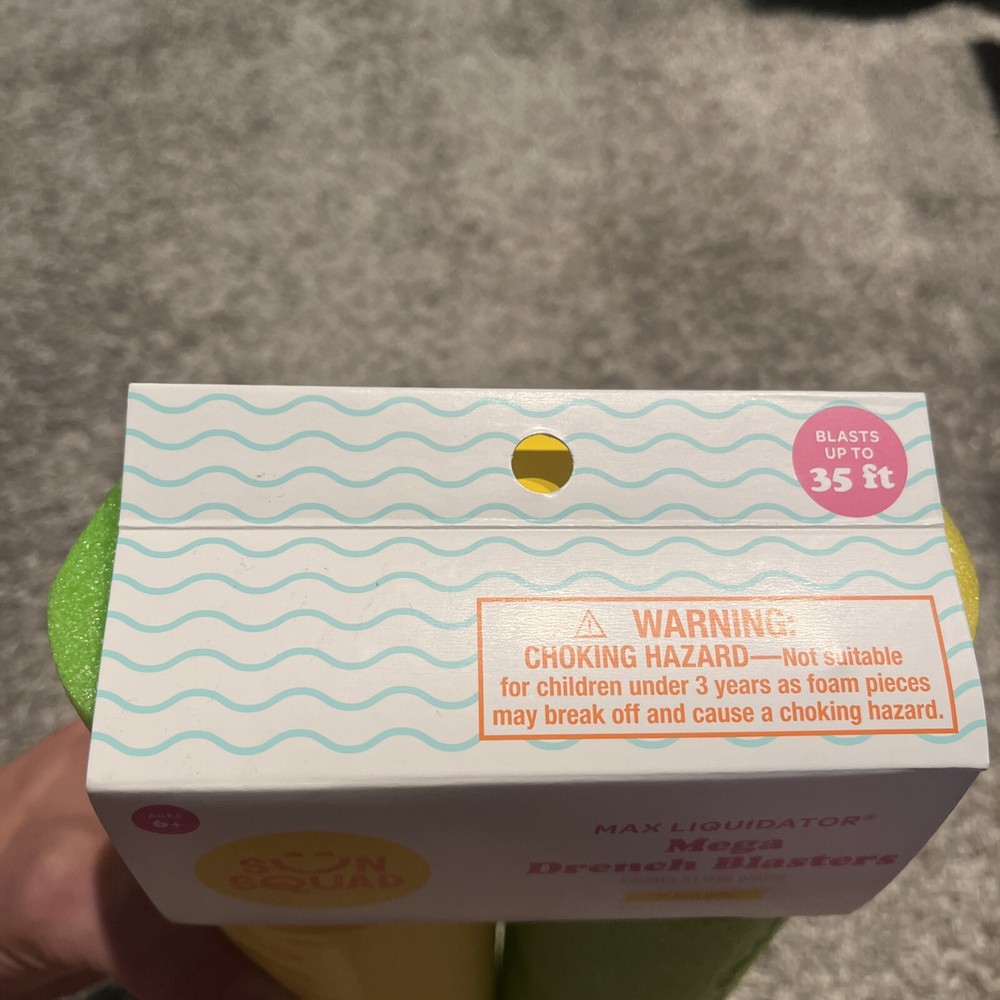 BLASTS
UP TO
35 ft
⚠ WARNING:
CHOKING HAZARD—Not suitable
for children under 3 years as foam pieces
may break off and cause a choking hazard.
AGES
6+
SUN
SQUAD
MAX LIQUIDATOR®
Mega
Drench Blasters